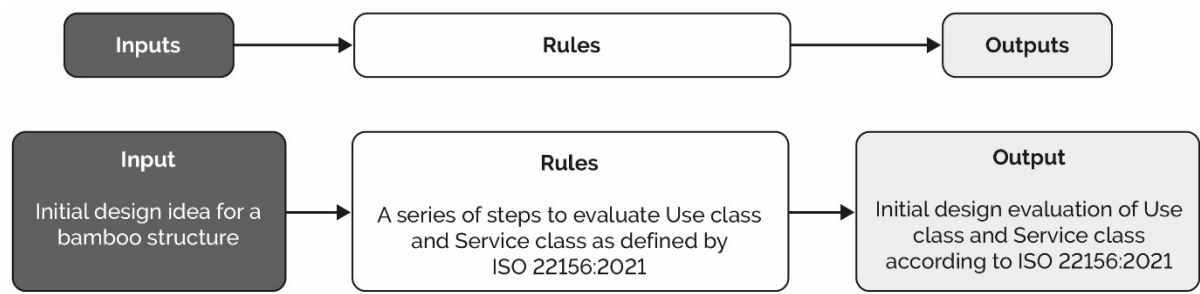 Inputs
Rules
Outputs
Input
Initial design idea for a
bamboo structure
Rules
A series of steps to evaluate Use class
and Service class as defined by
ISO 22156:2021
Output
Initial design evaluation of Use
class and Service class
according to ISO 22156:2021